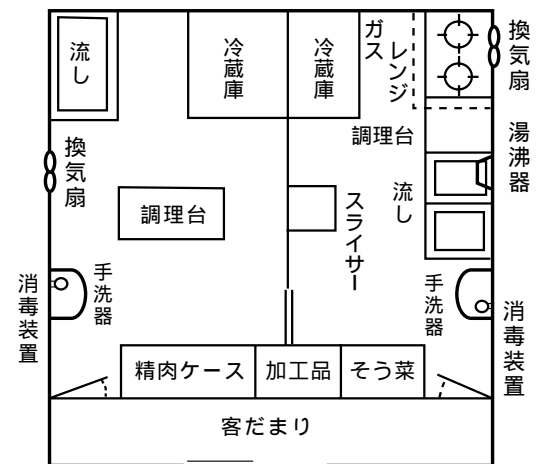 流し
冷蔵庫
冷蔵庫
ガス
レンジ
換気扇
調理台
湯沸器
換気扇
調理台
スライサー
流し
消毒装置
手洗器
手洗器
消毒装置
精肉ケース
加工品
そう菜
客だまり